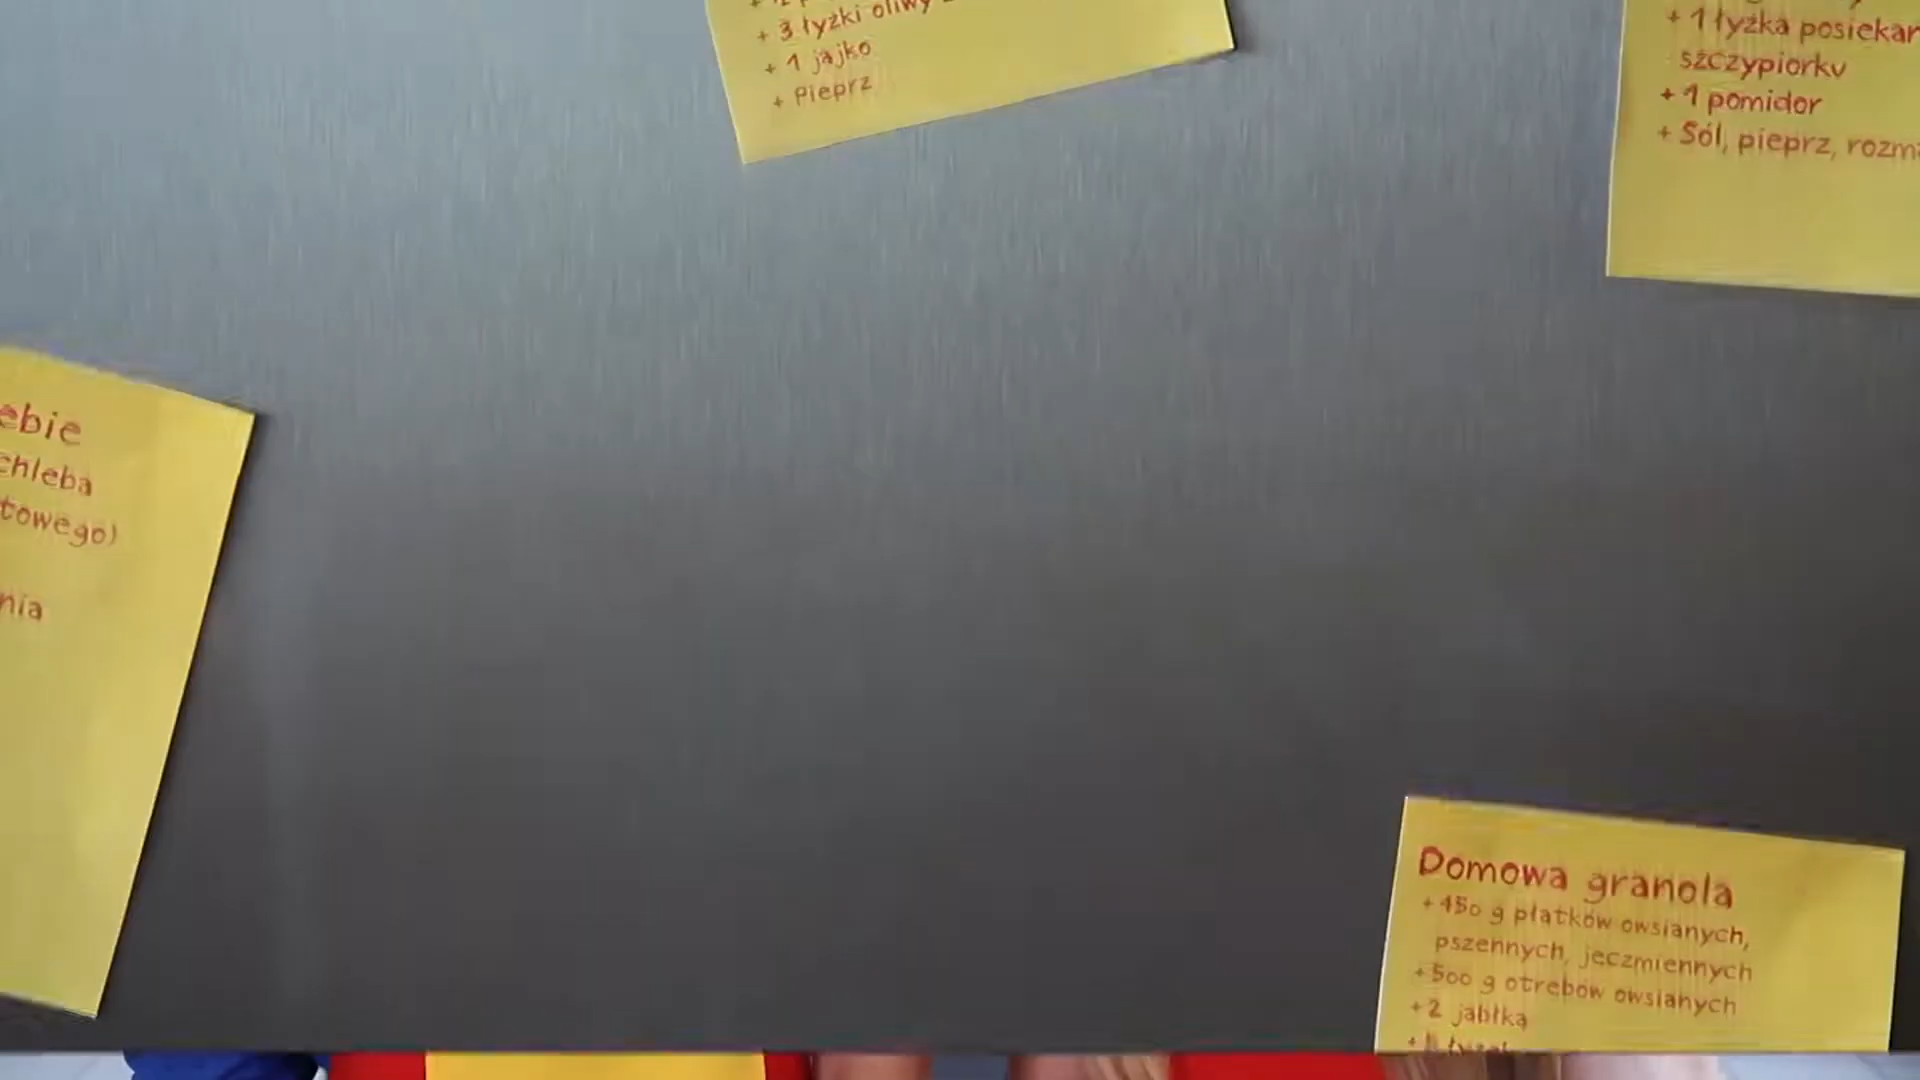 + 3 łyżki oliwy
+ 1 jajko
+ Pieprz
+ 1 łyżka posiekan
szczypiorku
+ 1 pomidor
+ Sól, pieprz, rozma
ebie
chleba
towego)
nia
Domowa granola
+ 450 g płatków owsianych,
pszennych, jęczmiennych
+ 500 g otrębów owsianych
+ 2 jabłka